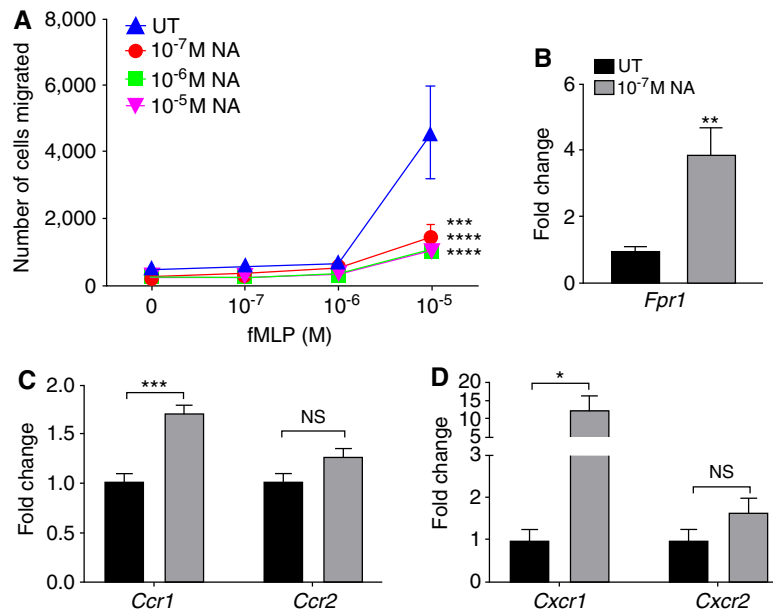 A
8,000
6,000
4,000
2,000
0
Number of cells migrated
UT
10⁻⁷M NA
10⁻⁶M NA
10⁻⁵M NA
***
****
****
0 10⁻⁷ 10⁻⁶ 10⁻⁵
fMLP (M)
B
UT
10⁻⁷M NA
6
4
2
0
Fold change
**
Fpr1
C
2.0
1.5
1.0
0.5
0.0
Fold change
***
NS
Ccr1 Ccr2
D
20
15
10
5
3
2
1
0
Fold change
*
NS
Cxcr1 Cxcr2